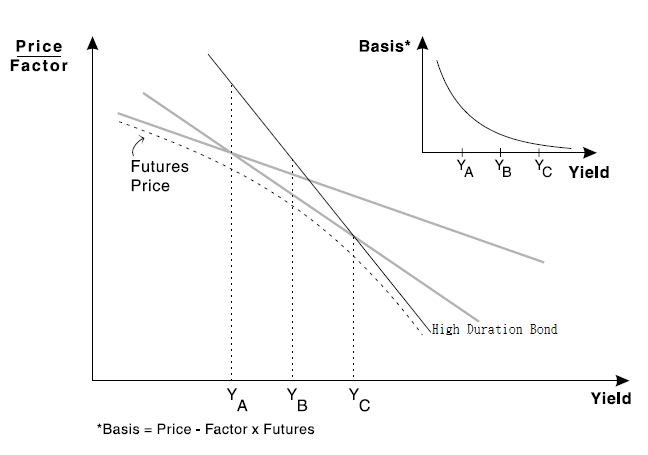 Price
Factor
Basis*
Y A
Y B
Y C
Yield
Futures
Price
High Duration Bond
Y A
Y B
Y C
Yield
*Basis = Price - Factor x Futures